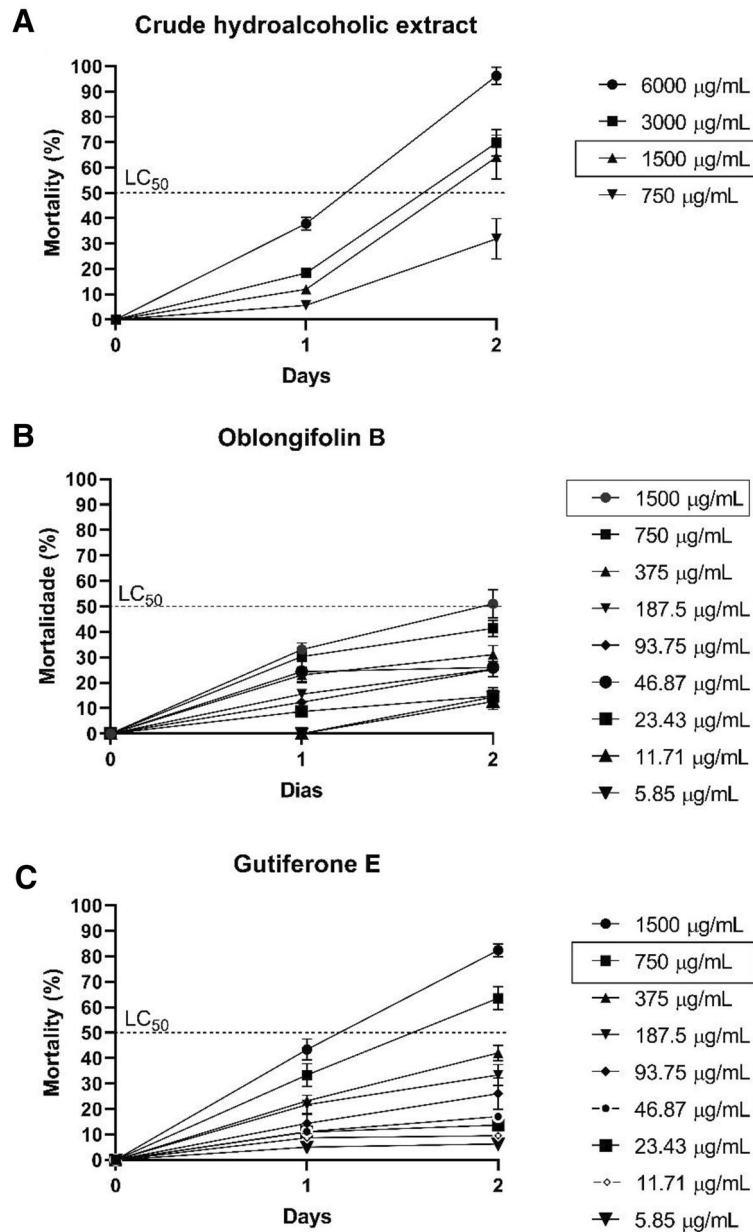 A
Crude hydroalcoholic extract
Mortality (%)
100
90
80
70
60
50
40
30
20
10
0
LC50
0 1 2
Days
6000 μg/mL
3000 μg/mL
1500 μg/mL
750 μg/mL
B
Oblongifolin B
Mortalidade (%)
100
90
80
70
60
50
40
30
20
10
0
LC50
0 1 2
Dias
1500 μg/mL
750 μg/mL
375 μg/mL
187.5 μg/mL
93.75 μg/mL
46.87 μg/mL
23.43 μg/mL
11.71 μg/mL
5.85 μg/mL
C
Gutiferone E
Mortality (%)
100
90
80
70
60
50
40
30
20
10
0
LC50
0 1 2
Days
1500 μg/mL
750 μg/mL
375 μg/mL
187.5 μg/mL
93.75 μg/mL
46.87 μg/mL
23.43 μg/mL
11.71 μg/mL
5.85 μg/mL